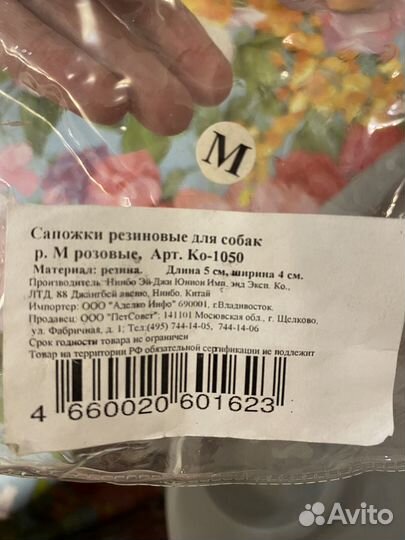 M
Сапожки резиновые для собак
р. М розовые, Арт. Ко-1050
Материал: резина. Длина 5 см, ширина 4 см.
Производитель: Нинбо Эй-Джи Юнион Имп. энд Эксп. Ко.,
ЛТД. 88 Джангбей авеню, Нинбо, Китай
Импортер: ООО "Аделко Инфо" 690001, г.Владивосток.
Продавец: ООО "ПетСовет"; 141101 Московская обл., г. Щелково,
ул. Фабричная, д. 1; Тел:(495) 744-14-05, 744-14-06
Срок годности товара не ограничен
Товар на территории РФ обязательной сертификации не подлежит
4 660020 601623
Avito